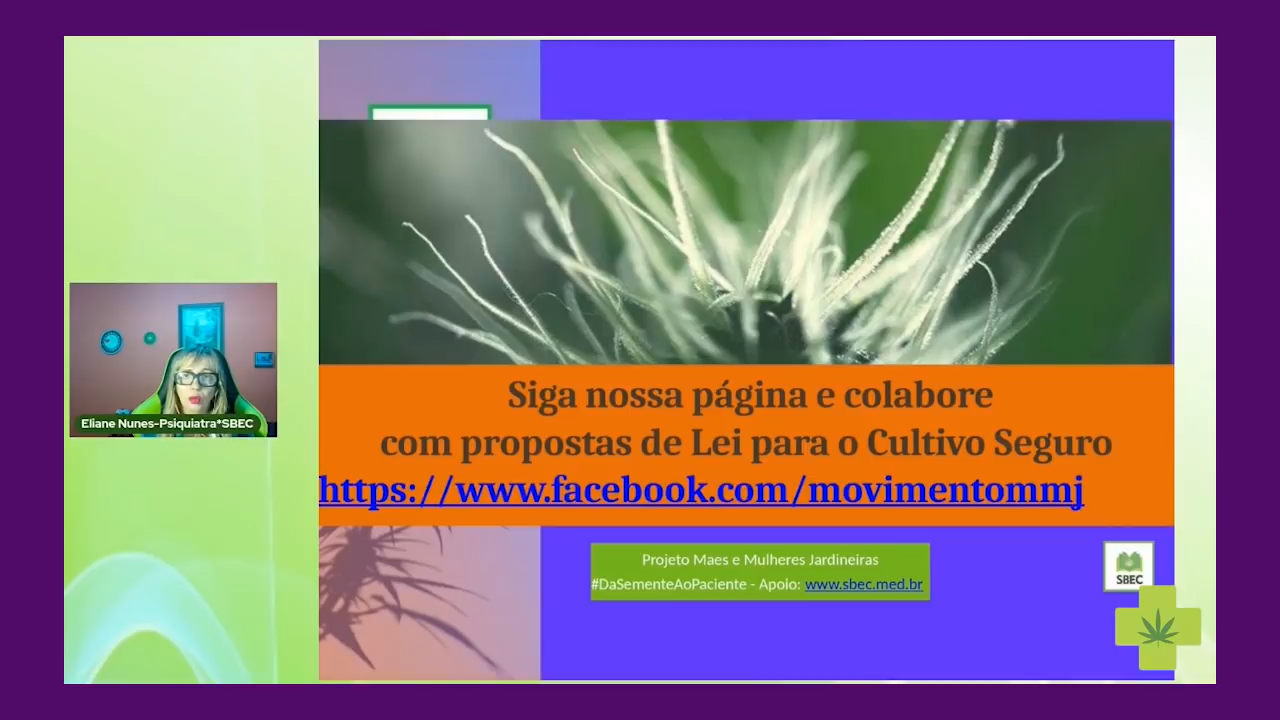 Siga nossa página e colabore
com propostas de Lei para o Cultivo Seguro
https://www.facebook.com/movimentommj
Eliane Nunes-Psiquiatra*SBEC
Projeto Maes e Mulheres Jardineiras
#DaSementeAoPaciente - Apoio: www.sbec.med.br
SBEC